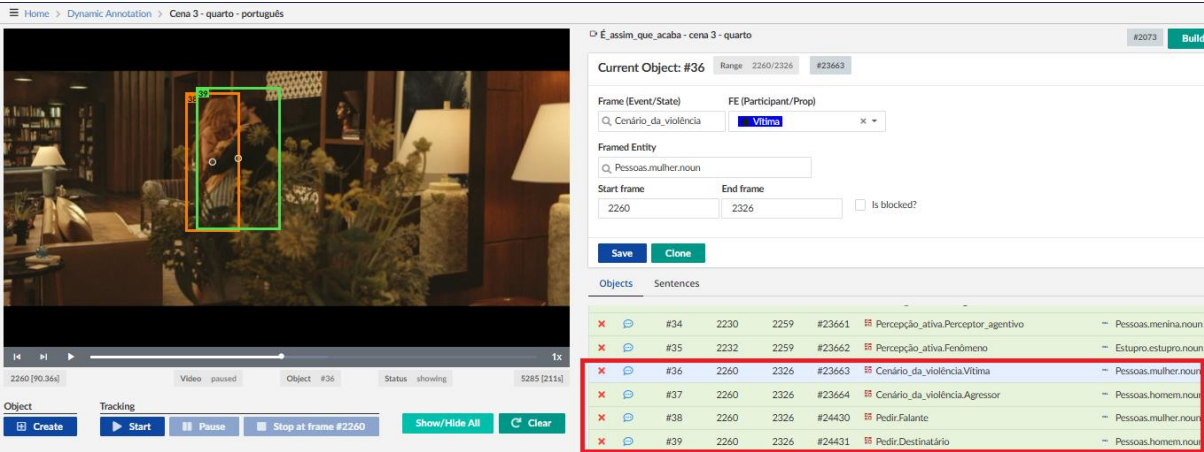 Home > Dynamic Annotation > Cena 3 - quarto - português
É_assim_que_acaba - cena 3 - quarto
#2073 Build
Current Object: #36 Range 2260/2326 #23663
Frame (Event/State) FE (Participant/Prop)
Cenário_da_violência Vítima
Framed Entity
Pessoas.mulher.noun
Start frame End frame
2260 2326 Is blocked?
Save Clone
Objects Sentences
#34 2230 2259 #23661 Percepção_ativa.Perceptor_agentivo Pessoas.menina.noun
#35 2232 2259 #23662 Percepção_ativa.Fenômeno Estupro.estupro.noun
#36 2260 2326 #23663 Cenário_da_violência.Vítima Pessoas.mulher.noun
#37 2260 2326 #23664 Cenário_da_violência.Agressor Pessoas.homem.noun
#38 2260 2326 #24430 Pedir.Falante Pessoas.mulher.noun
#39 2260 2326 #24431 Pedir.Destinatário Pessoas.homem.noun
38 39
1x
2260 [90.36s] Video paused Object #36 Status showing 5285 [211s]
Object Tracking
Create Start Pause Stop at frame #2260 Show/Hide All Clear